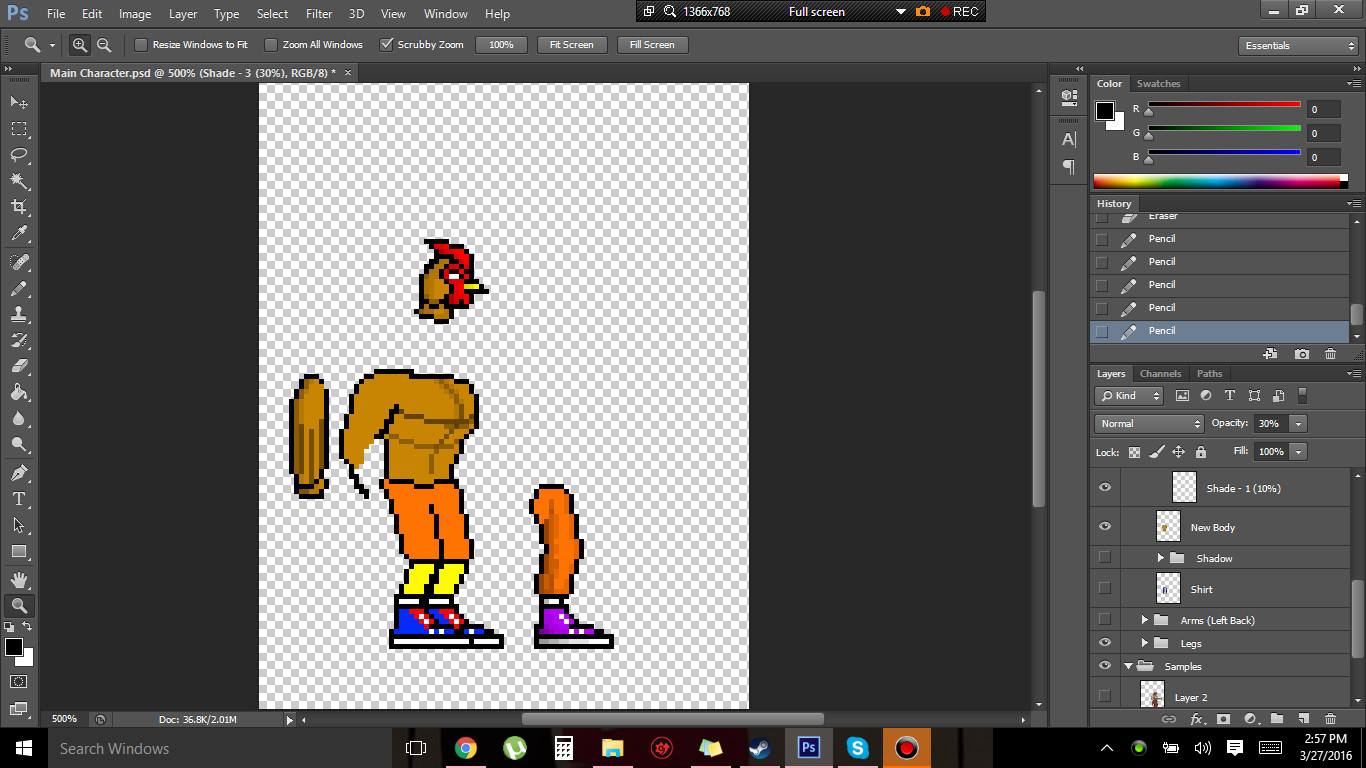 Ps File Edit Image Layer Type Select Filter 3D View Window Help
1366x768 Full screen REC
Resize Windows to Fit Zoom All Windows Scrubby Zoom 100% Fit Screen Fill Screen Essentials
Main Character.psd @ 500% (Shade - 3 (30%), RGB/8) * ×
Color Swatches
R 0
G 0
B 0
History
Eraser
Pencil
Pencil
Pencil
Pencil
Pencil
Layers Channels Paths
Kind
Normal Opacity: 30%
Lock: Fill: 100%
Shade - 1 (10%)
New Body
Shadow
Shirt
Arms (Left Back)
Legs
Samples
Layer 2
500% Doc: 36.8K/2.01M
Search Windows
2:57 PM
3/27/2016